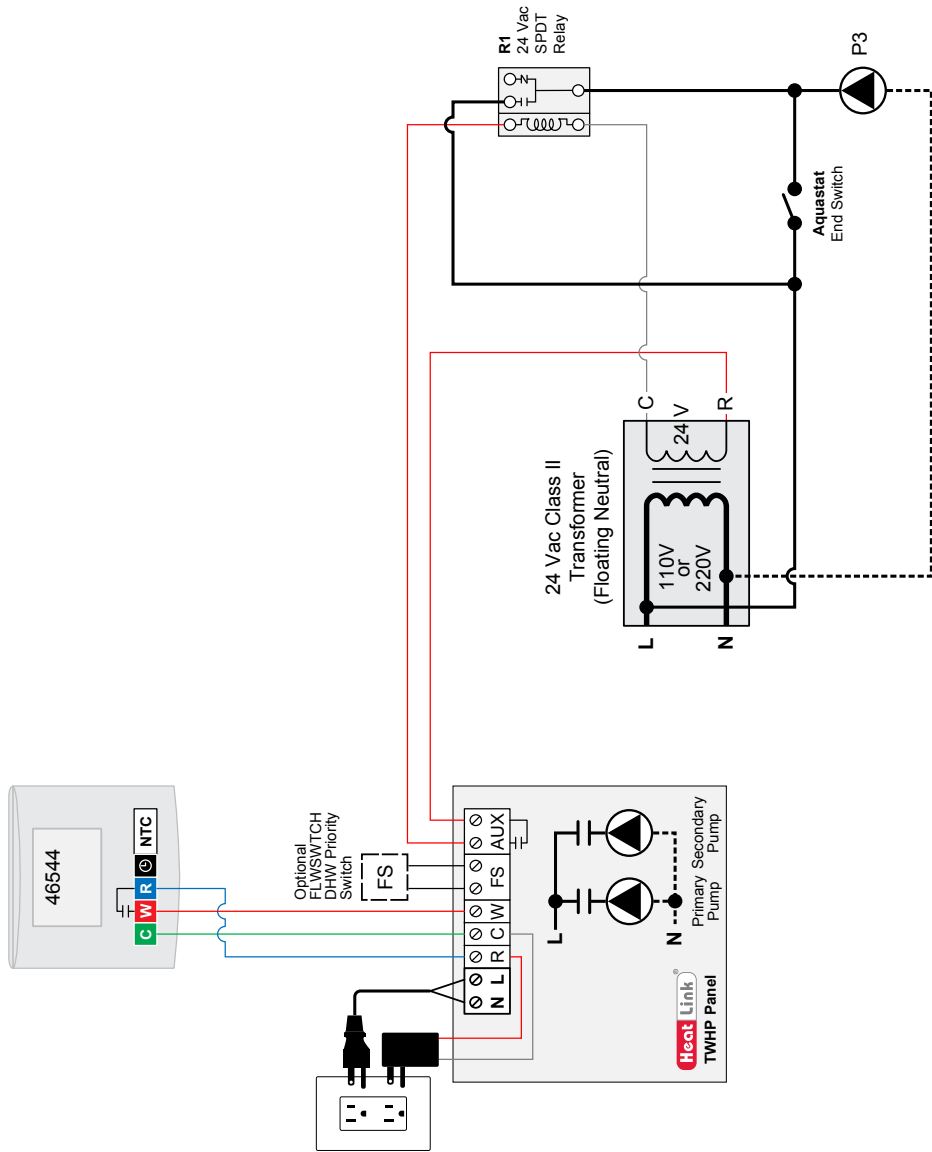 R1
24 Vac
SPDT
Relay
P3
Aquastat
End Switch
24 Vac Class II
Transformer
(Floating Neutral)
C
24 V
R
110V
or
220V
L
N
46544
C W R NTC
Optional
FLWSWTCH
DHW Priority
Switch
FS
N L R C W FS AUX
L
N
Primary Pump
Secondary Pump
Heat Link®
TWHP Panel